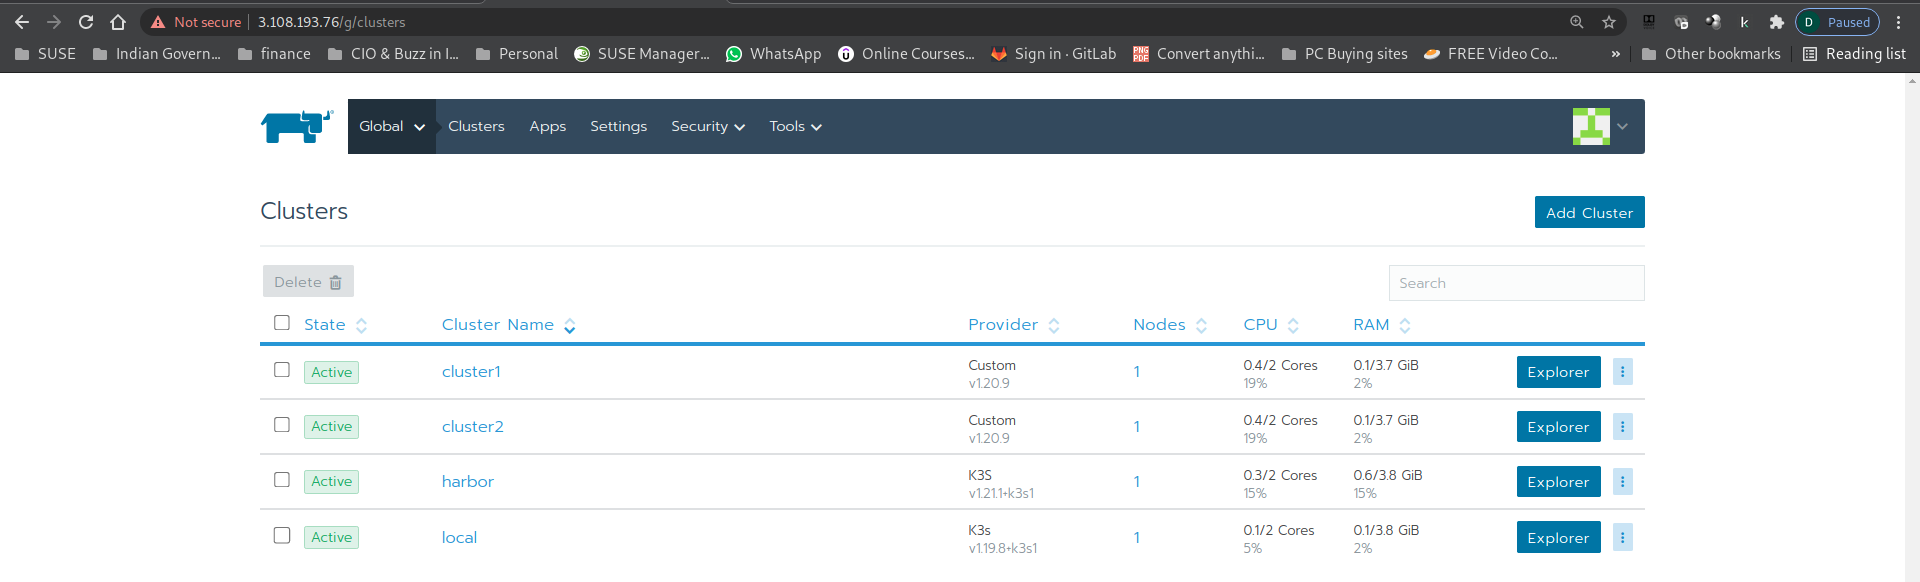 Not secure 3.108.193.76/g/clusters D Paused
SUSE Indian Govern... finance CIO & Buzz in I... Personal SUSE Manager... WhatsApp Online Courses... Sign in · GitLab PNG PDF Convert anythi... PC Buying sites FREE Video Co... » Other bookmarks Reading list
Global Clusters Apps Settings Security Tools
Clusters Add Cluster
Delete Search
State Cluster Name Provider Nodes CPU RAM
Active cluster1 Custom 1 0.4/2 Cores 0.1/3.7 GiB Explorer
v1.20.9 19% 2%
Active cluster2 Custom 1 0.4/2 Cores 0.1/3.7 GiB Explorer
v1.20.9 19% 2%
Active harbor K3S 1 0.3/2 Cores 0.6/3.8 GiB Explorer
v1.21.1+k3s1 15% 15%
Active local K3s 1 0.1/2 Cores 0.1/3.8 GiB Explorer
v1.19.8+k3s1 5% 2%